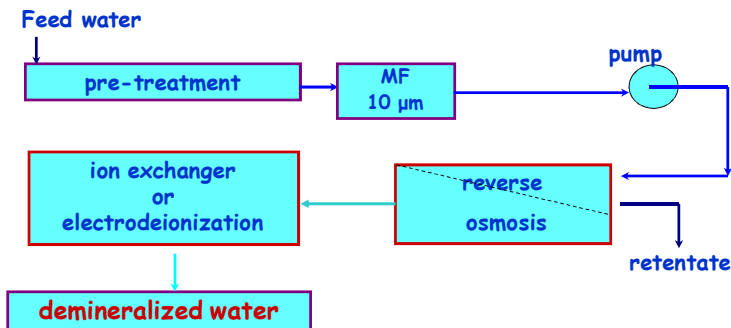 Feed water
pre-treatment
MF
10 µm
pump
ion exchanger
or
electrodeionization
reverse
osmosis
retentate
demineralized water